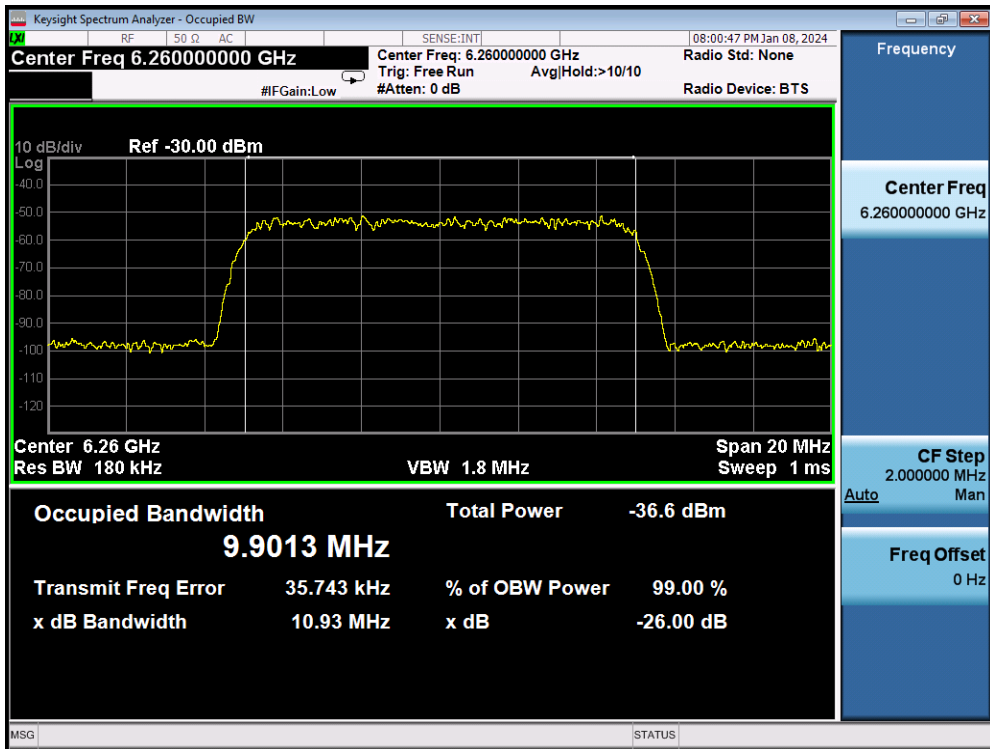 Keysight Spectrum Analyzer - Occupied BW
LXI RF 50 Ω AC SENSE:INT 08:00:47 PM Jan 08, 2024
Center Freq 6.260000000 GHz
#IFGain:Low
Center Freq: 6.260000000 GHz
Trig: Free Run Avg|Hold:>10/10
#Atten: 0 dB
Radio Std: None
Radio Device: BTS
10 dB/div Ref -30.00 dBm
Log
-40.0
-50.0
-60.0
-70.0
-80.0
-90.0
-100
-110
-120
Center 6.26 GHz Span 20 MHz
Res BW 180 kHz VBW 1.8 MHz Sweep 1 ms
Occupied Bandwidth Total Power -36.6 dBm
9.9013 MHz
Transmit Freq Error 35.743 kHz % of OBW Power 99.00 %
x dB Bandwidth 10.93 MHz x dB -26.00 dB
MSG STATUS
Frequency
Center Freq
6.260000000 GHz
CF Step
2.000000 MHz
Auto Man
Freq Offset
0 Hz